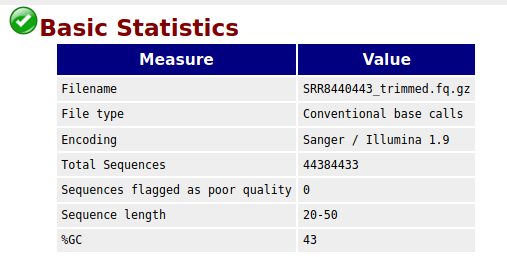 Basic Statistics
Measure Value
Filename SRR8440443_trimmed.fq.gz
File type Conventional base calls
Encoding Sanger / Illumina 1.9
Total Sequences 44384433
Sequences flagged as poor quality 0
Sequence length 20-50
%GC 43